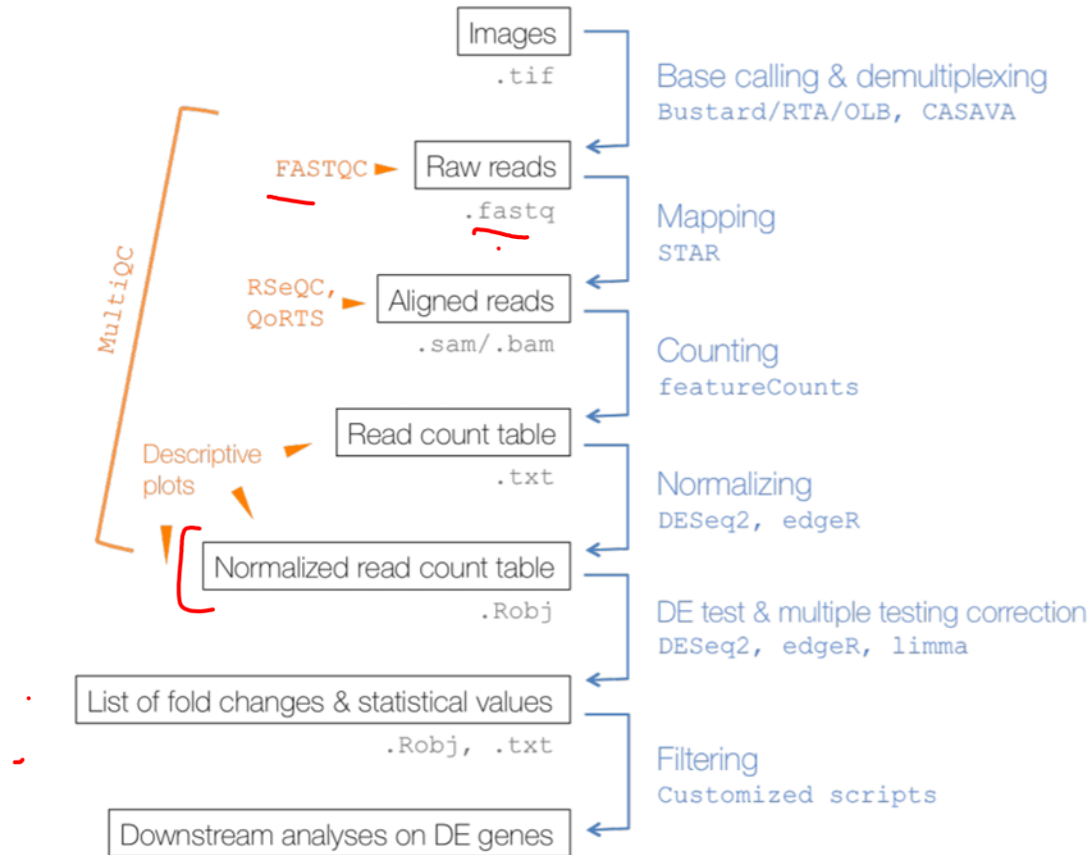 Images
.tif
Base calling & demultiplexing
Bustard/RTA/OLB, CASAVA
FASTQC
Raw reads
.fastq
Mapping
STAR
MultiQC
RSeQC,
QoRTS
Aligned reads
.sam/.bam
Counting
featureCounts
Read count table
.txt
Descriptive
plots
Normalizing
DESeq2, edgeR
Normalized read count table
.Robj
DE test & multiple testing correction
DESeq2, edgeR, limma
List of fold changes & statistical values
.Robj, .txt
Filtering
Customized scripts
Downstream analyses on DE genes